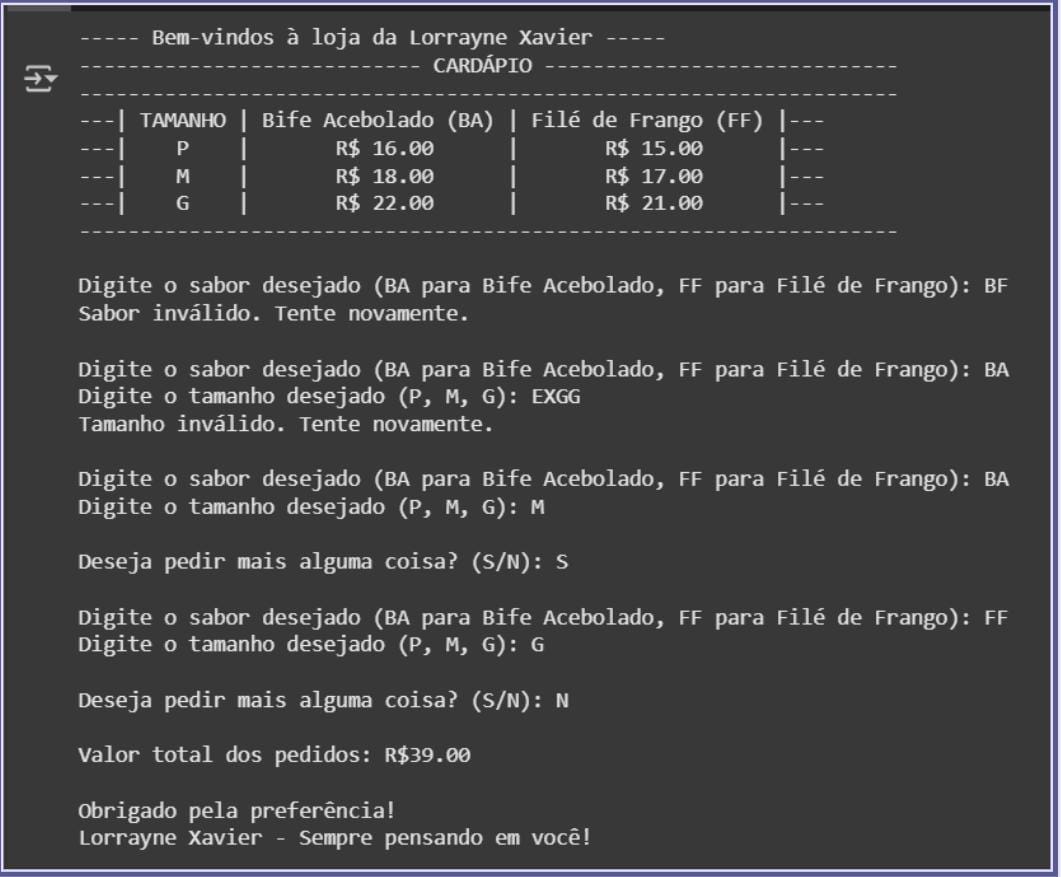 ----- Bem-vindos à loja da Lorrayne Xavier -----
---------------------------- CARDÁPIO -----------------------------
-------------------------------------------------------------------
---| TAMANHO | Bife Acebolado (BA) | Filé de Frango (FF) |---
---|    P    |       R$ 16.00      |       R$ 15.00      |---
---|    M    |       R$ 18.00      |       R$ 17.00      |---
---|    G    |       R$ 22.00      |       R$ 21.00      |---
-------------------------------------------------------------------
Digite o sabor desejado (BA para Bife Acebolado, FF para Filé de Frango): BF
Sabor inválido. Tente novamente.
Digite o sabor desejado (BA para Bife Acebolado, FF para Filé de Frango): BA
Digite o tamanho desejado (P, M, G): EXGG
Tamanho inválido. Tente novamente.
Digite o sabor desejado (BA para Bife Acebolado, FF para Filé de Frango): BA
Digite o tamanho desejado (P, M, G): M
Deseja pedir mais alguma coisa? (S/N): S
Digite o sabor desejado (BA para Bife Acebolado, FF para Filé de Frango): FF
Digite o tamanho desejado (P, M, G): G
Deseja pedir mais alguma coisa? (S/N): N
Valor total dos pedidos: R$39.00
Obrigado pela preferência!
Lorrayne Xavier - Sempre pensando em você!